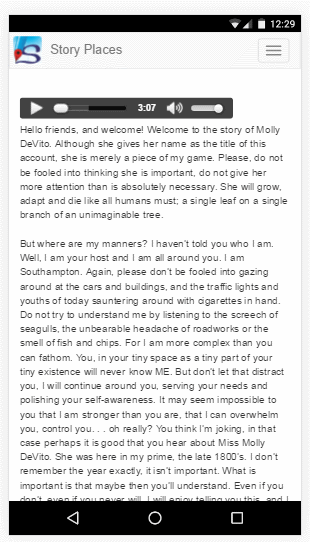 12:29
Story Places
3:07
Hello friends, and welcome! Welcome to the story of Molly
DeVito. Although she gives her name as the title of this
account, she is merely a piece of my game. Please, do not
be fooled into thinking she is important, do not give her
more attention than is absolutely necessary. She will grow,
adapt and die like all humans must; a single leaf on a single
branch of an unimaginable tree.
But where are my manners? I haven't told you who I am.
Well, I am your host and I am all around you. I am
Southampton. Again, please don't be fooled into gazing
around at the cars and buildings, and the traffic lights and
youths of today sauntering around with cigarettes in hand.
Do not try to understand me by listening to the screech of
seagulls, the unbearable headache of roadworks or the
smell of fish and chips. For I am more complex than you
can fathom. You, in your tiny space as a tiny part of your
tiny existence will never know ME. But don't let that distract
you, I will continue around you, serving your needs and
polishing your self-awareness. It may seem impossible to
you that I am stronger than you are, that I can overwhelm
you, control you. . . oh really? You think I'm joking, in that
case perhaps it is good that you hear about Miss Molly
DeVito. She was here in my prime, the late 1800's. I don't
remember the year exactly, it isn't important. What is
important is that maybe then you'll understand. Even if you
don't, even if you never will, I will enjoy telling you this, and I